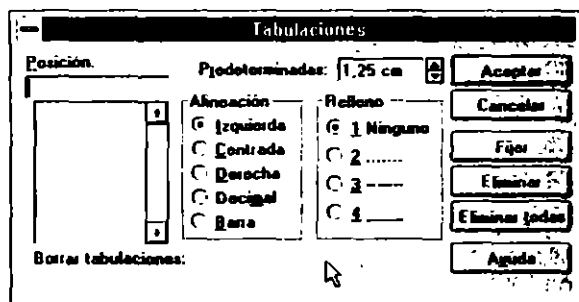 Tabulaciones
Posición:
Predeterminadas: 1,25 cm
Aceptar
Cancelar
Fijar
Eliminar
Eliminar todas
Ayuda
Alineación
Izquierda
Centrada
Derecha
Decimal
Barra
Relleno
1 Ninguno
2 .......
3 -----
4 ____
Borrar tabulaciones: